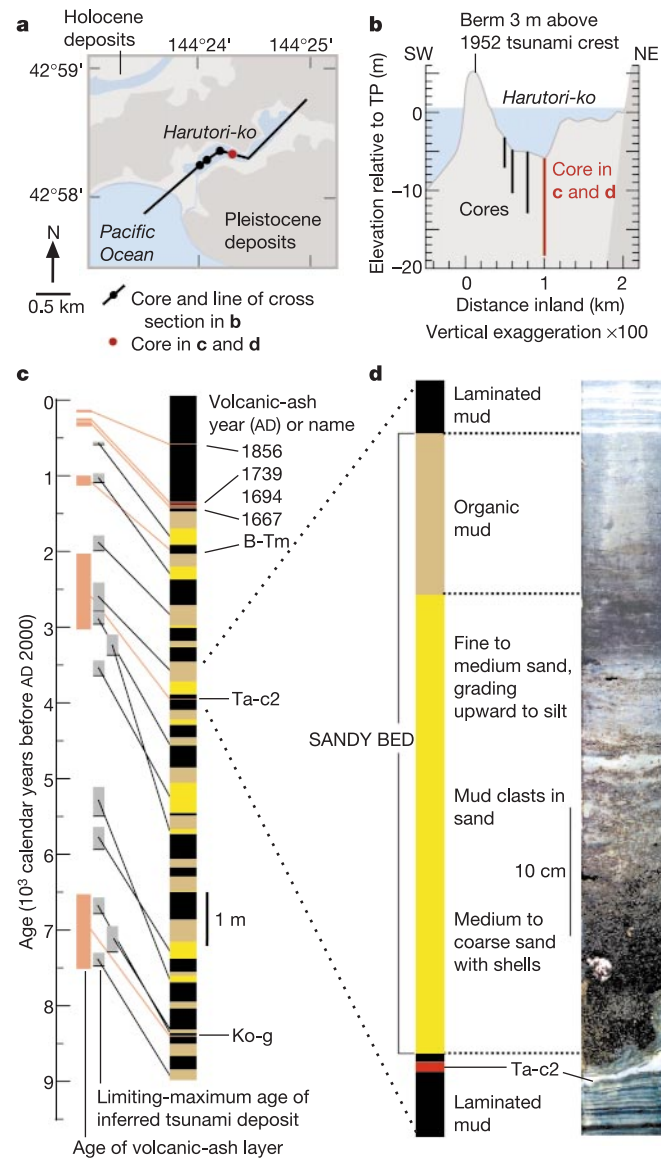 a
Holocene
deposits
144°24' 144°25'
42°59'
Harutori-ko
42°58'
Pacific
Ocean
Pleistocene
deposits
N
0.5 km
Core and line of cross
section in b
Core in c and d
b
Berm 3 m above
1952 tsunami crest
SW
NE
Harutori-ko
Elevation relative to TP (m)
0
–10
–20
Cores
Core in
c and d
0 1 2
Distance inland (km)
Vertical exaggeration ×100
c
Age (10³ calendar years before AD 2000)
0
1
2
3
4
5
6
7
8
9
Volcanic-ash
year (AD) or name
1856
1739
1694
1667
B-Tm
Ta-c2
1 m
Ko-g
Limiting-maximum age of
inferred tsunami deposit
Age of volcanic-ash layer
d
Laminated
mud
Organic
mud
Fine to
medium sand,
grading
upward to silt
SANDY BED
Mud clasts in
sand
10 cm
Medium to
coarse sand
with shells
Ta-c2
Laminated
mud